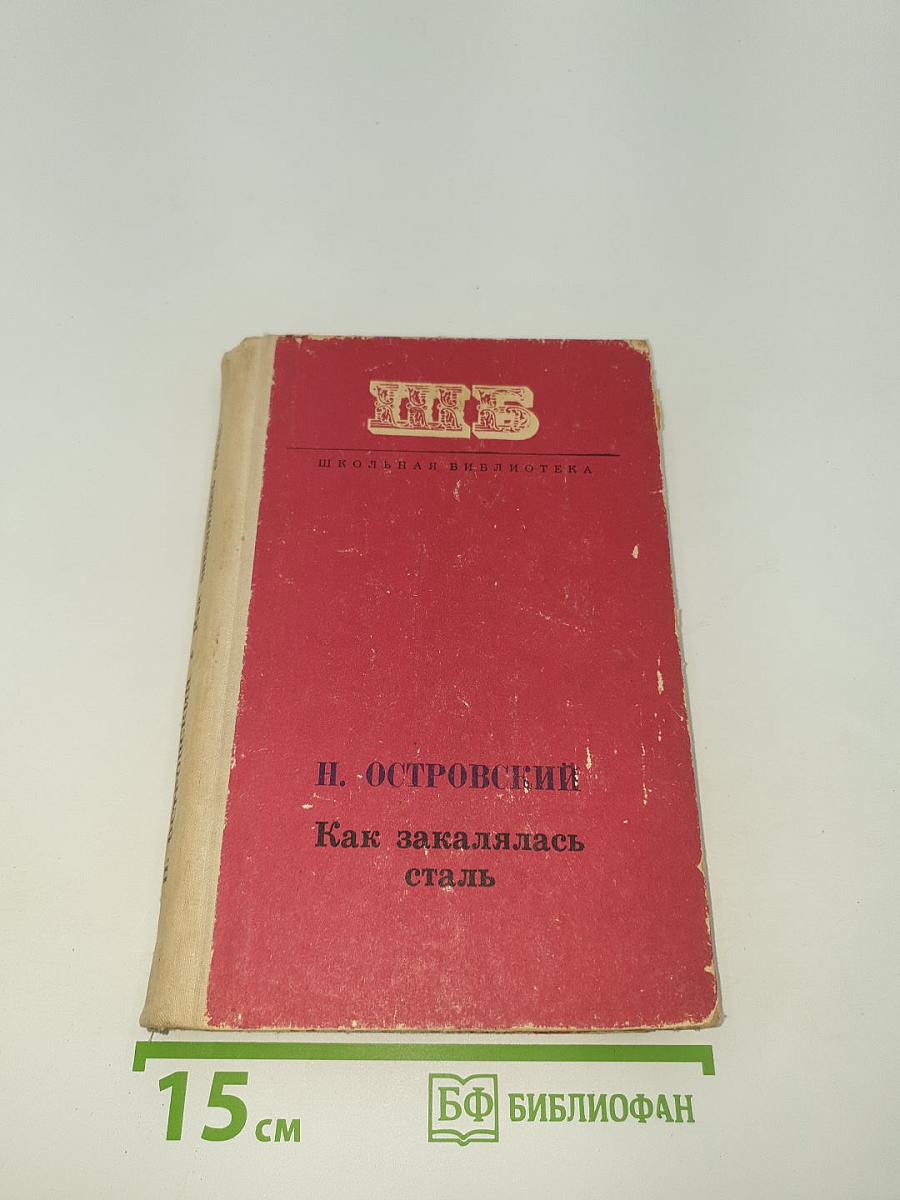 ШБ
ШКОЛЬНАЯ БИБЛИОТЕКА
Н. ОСТРОВСКИЙ
Как закалялась
сталь
15 см
БФ БИБЛИОФАН